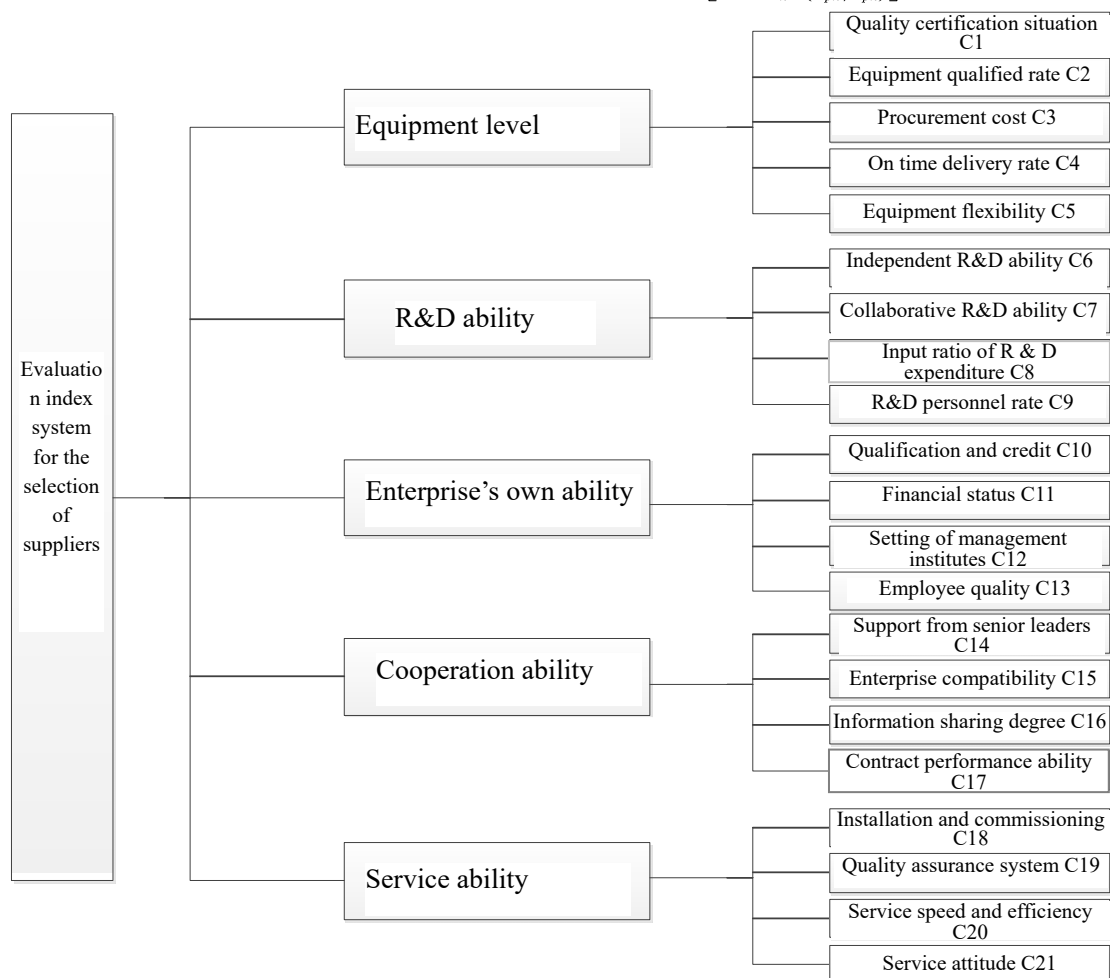 Evaluatio
n index
system
for the
selection
of
suppliers
Equipment level
Quality certification situation
C1
Equipment qualified rate C2
Procurement cost C3
On time delivery rate C4
Equipment flexibility C5
R&D ability
Independent R&D ability C6
Collaborative R&D ability C7
Input ratio of R & D
expenditure C8
R&D personnel rate C9
Enterprise’s own ability
Qualification and credit C10
Financial status C11
Setting of management
institutes C12
Employee quality C13
Cooperation ability
Support from senior leaders
C14
Enterprise compatibility C15
Information sharing degree C16
Contract performance ability
C17
Service ability
Installation and commissioning
C18
Quality assurance system C19
Service speed and efficiency
C20
Service attitude C21